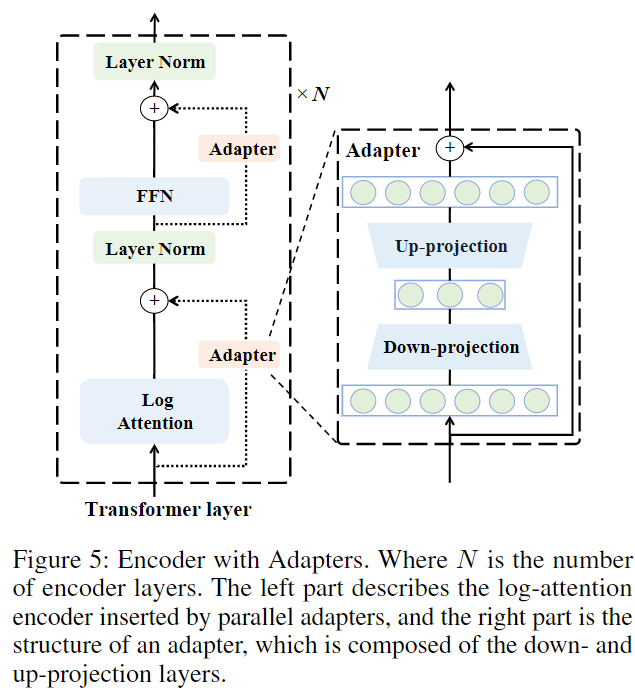 Layer Norm
+
× N
Adapter
FFN
Layer Norm
+
Adapter
Log
Attention
Transformer layer
Adapter
+
Up-projection
Down-projection
Figure 5: Encoder with Adapters. Where N is the number
of encoder layers. The left part describes the log-attention
encoder inserted by parallel adapters, and the right part is the
structure of an adapter, which is composed of the down- and
up-projection layers.